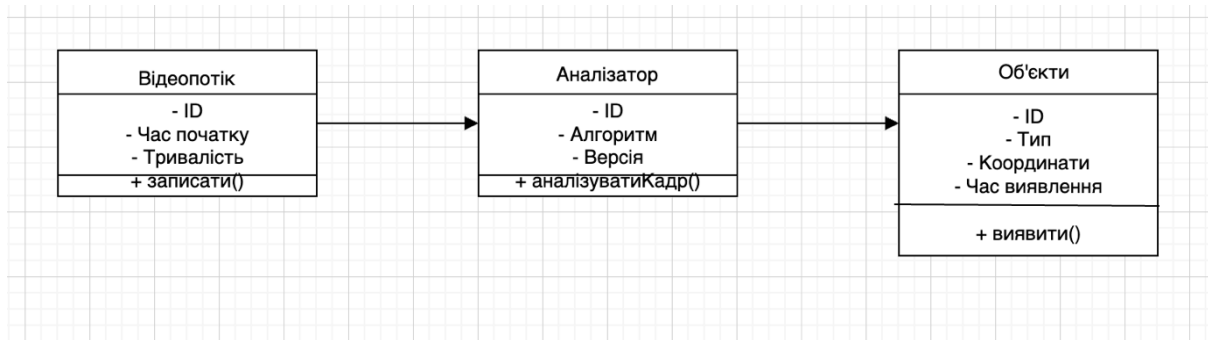 Відеопотік
- ID
- Час початку
- Тривалість
+ записати()
Аналізатор
- ID
- Алгоритм
- Версія
+ аналізуватиКадр()
Об'єкти
- ID
- Тип
- Координати
- Час виявлення
+ виявити()